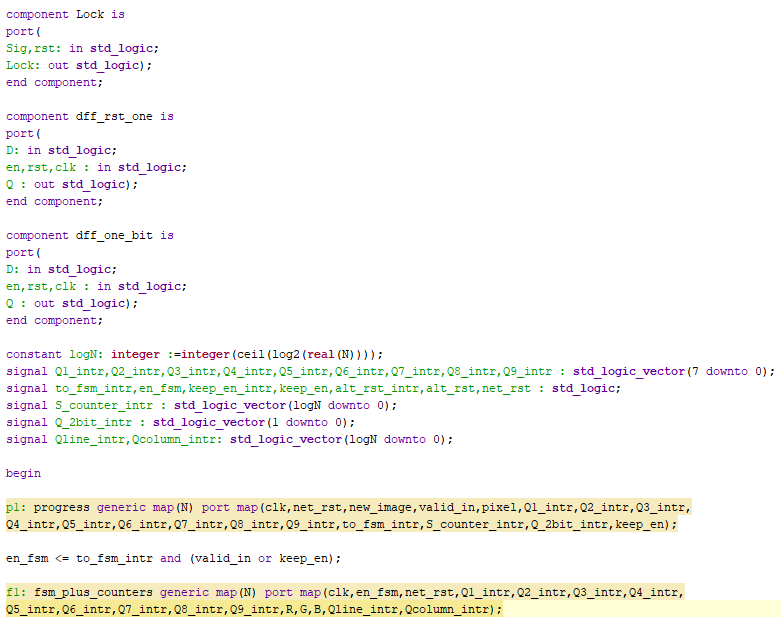 component Lock is
port(
Sig,rst: in std_logic;
Lock: out std_logic);
end component;
component dff_rst_one is
port(
D: in std_logic;
en,rst,clk : in std_logic;
Q : out std_logic);
end component;
component dff_one_bit is
port(
D: in std_logic;
en,rst,clk : in std_logic;
Q : out std_logic);
end component;
constant logN: integer :=integer(ceil(log2(real(N))));
signal Q1_intr,Q2_intr,Q3_intr,Q4_intr,Q5_intr,Q6_intr,Q7_intr,Q8_intr,Q9_intr : std_logic_vector(7 downto 0);
signal to_fsm_intr,en_fsm,keep_en_intr,keep_en,alt_rst_intr,alt_rst,net_rst : std_logic;
signal S_counter_intr : std_logic_vector(logN downto 0);
signal Q_2bit_intr : std_logic_vector(1 downto 0);
signal Qline_intr,Qcolumn_intr: std_logic_vector(logN downto 0);
begin
p1: progress generic map(N) port map(clk,net_rst,new_image,valid_in,pixel,Q1_intr,Q2_intr,Q3_intr,
Q4_intr,Q5_intr,Q6_intr,Q7_intr,Q8_intr,Q9_intr,to_fsm_intr,S_counter_intr,Q_2bit_intr,keep_en);
en_fsm <= to_fsm_intr and (valid_in or keep_en);
f1: fsm_plus_counters generic map(N) port map(clk,en_fsm,net_rst,Q1_intr,Q2_intr,Q3_intr,Q4_intr,
Q5_intr,Q6_intr,Q7_intr,Q8_intr,Q9_intr,R,G,B,Qline_intr,Qcolumn_intr);